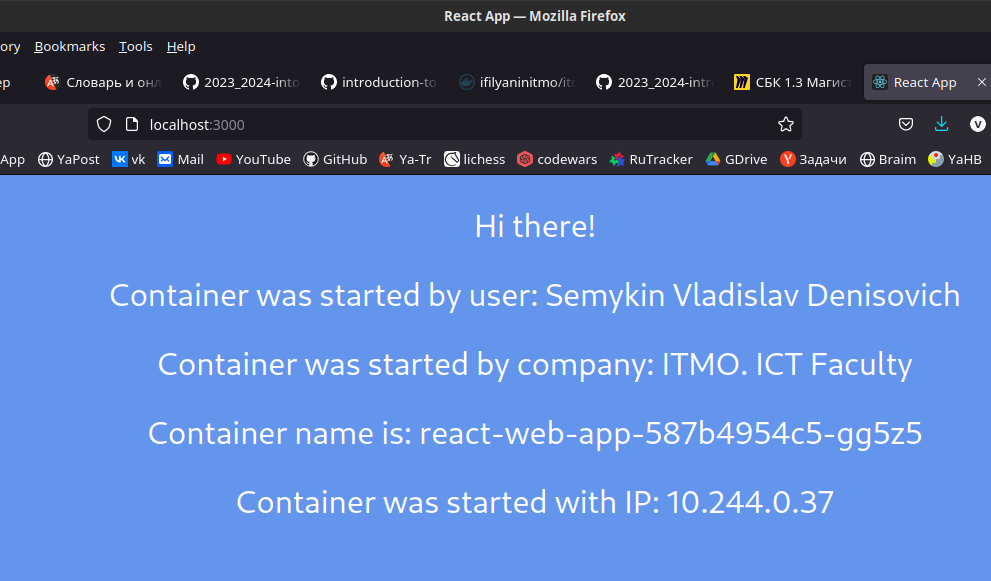 React App — Mozilla Firefox
ory Bookmarks Tools Help
ер Словарь и онл 2023_2024-intro introduction-to ifilyaninitmo/itd 2023_2024-intr СБК 1.3 Магист React App
localhost:3000
App YaPost vk Mail YouTube GitHub Ya-Tr lichess codewars RuTracker GDrive Задачи Braim YaHB
Hi there!
Container was started by user: Semykin Vladislav Denisovich
Container was started by company: ITMO. ICT Faculty
Container name is: react-web-app-587b4954c5-gg5z5
Container was started with IP: 10.244.0.37